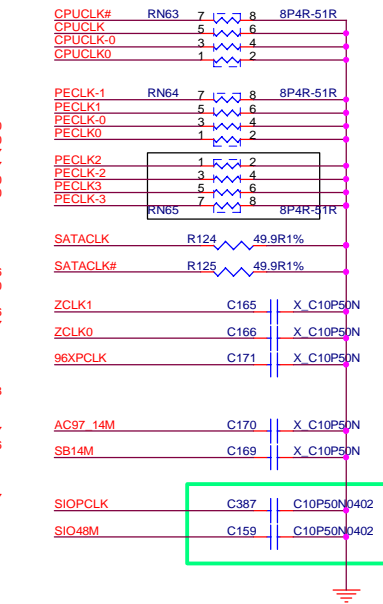 CPUCLK# RN63 7 8 8P4R-51R
CPUCLK 5 6
CPUCLK-0 3 4
CPUCLK0 1 2
PECLK-1 RN64 7 8 8P4R-51R
PECLK1 5 6
PECLK-0 3 4
PECLK0 1 2
PECLK2 1 2
PECLK-2 3 4
PECLK3 5 6
PECLK-3 7 8
RN65 8P4R-51R
SATACLK R124 49.9R1%
SATACLK# R125 49.9R1%
ZCLK1 C165 X_C10P50N
ZCLK0 C166 X_C10P50N
96XPCLK C171 X_C10P50N
AC97_14M C170 X_C10P50N
SB14M C169 X_C10P50N
SIOPCLK C387 C10P50N0402
SIO48M C159 C10P50N0402